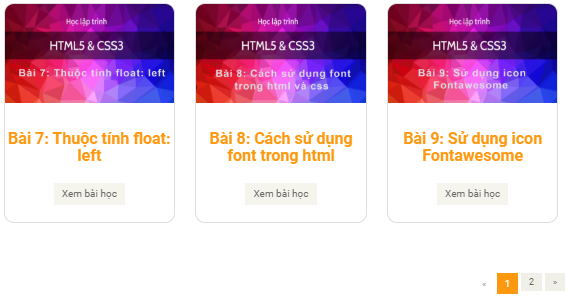 Học lập trình
HTML5 & CSS3
Bài 7: Thuộc tính float: left
Bài 7: Thuộc tính float:
left
Xem bài học
Học lập trình
HTML5 & CSS3
Bài 8: Cách sử dụng font
trong html và css
Bài 8: Cách sử dụng
font trong html
Xem bài học
Học lập trình
HTML5 & CSS3
Bài 9: Sử dụng icon
Fontawesome
Bài 9: Sử dụng icon
Fontawesome
Xem bài học
« 1 2 »